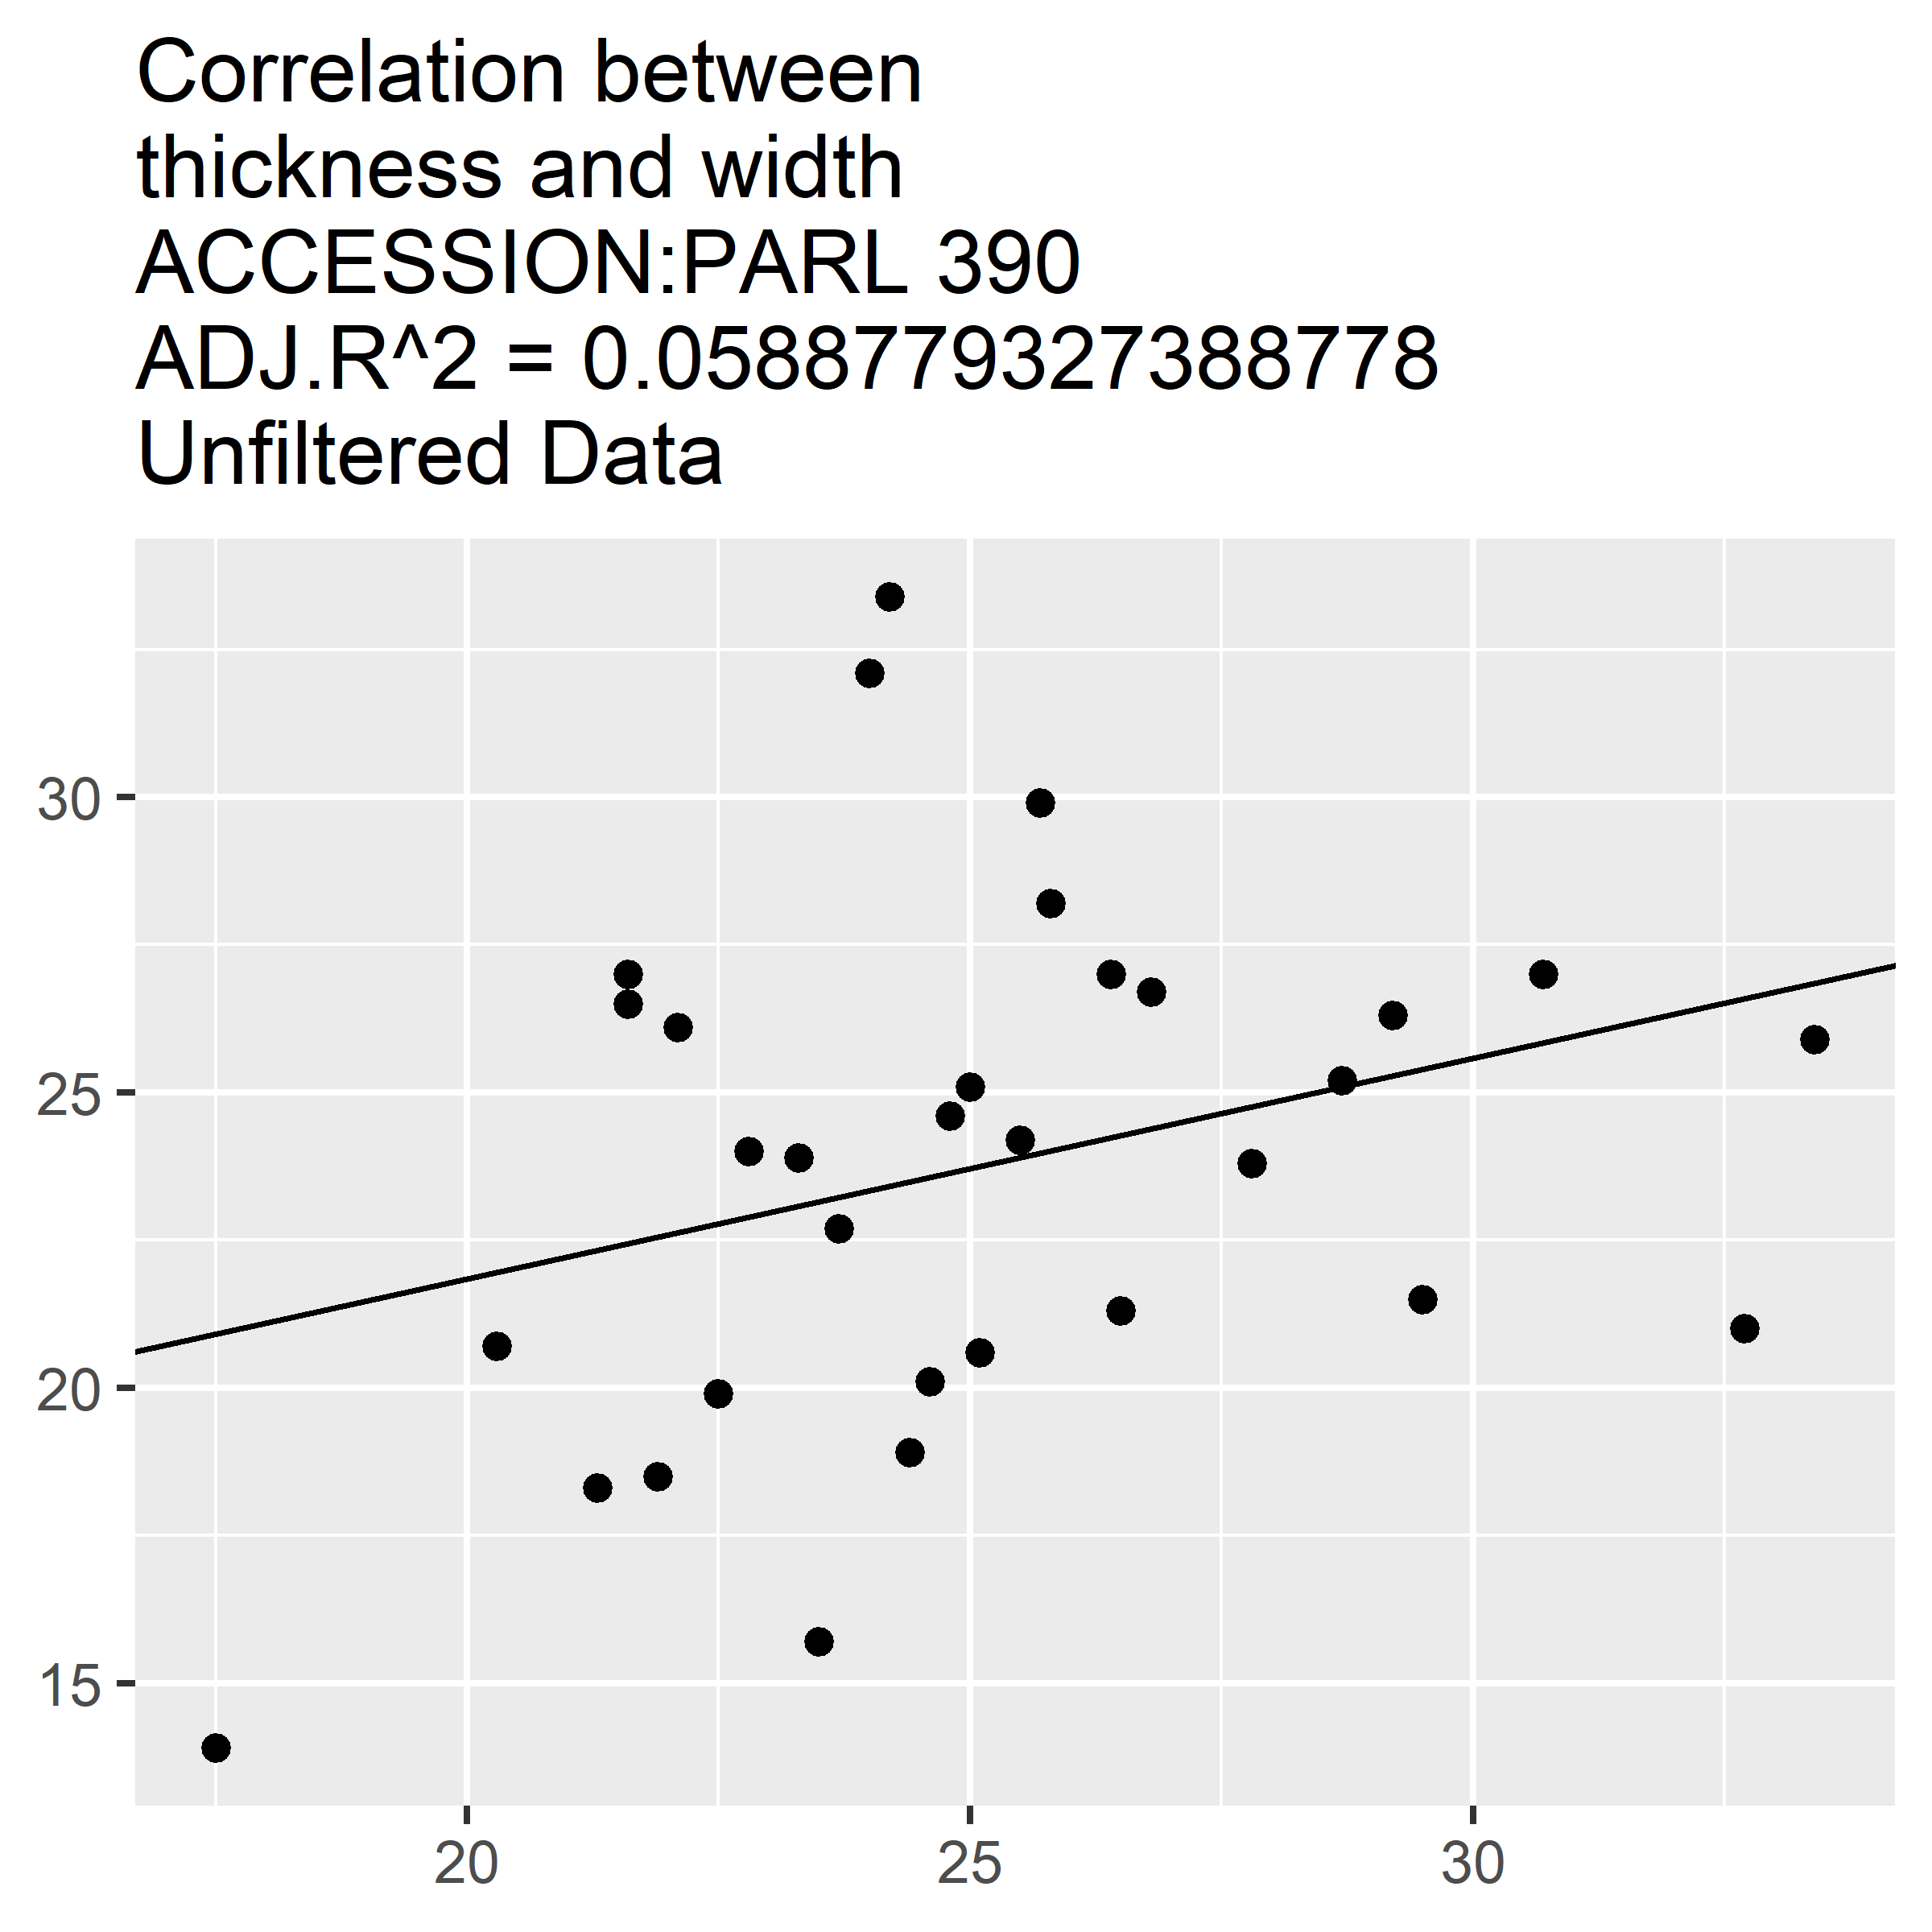 Correlation between
thickness and width
ACCESSION:PARL 390
ADJ.R^2 = 0.0588779327388778
Unfiltered Data
30
25
20
15
20 25 30